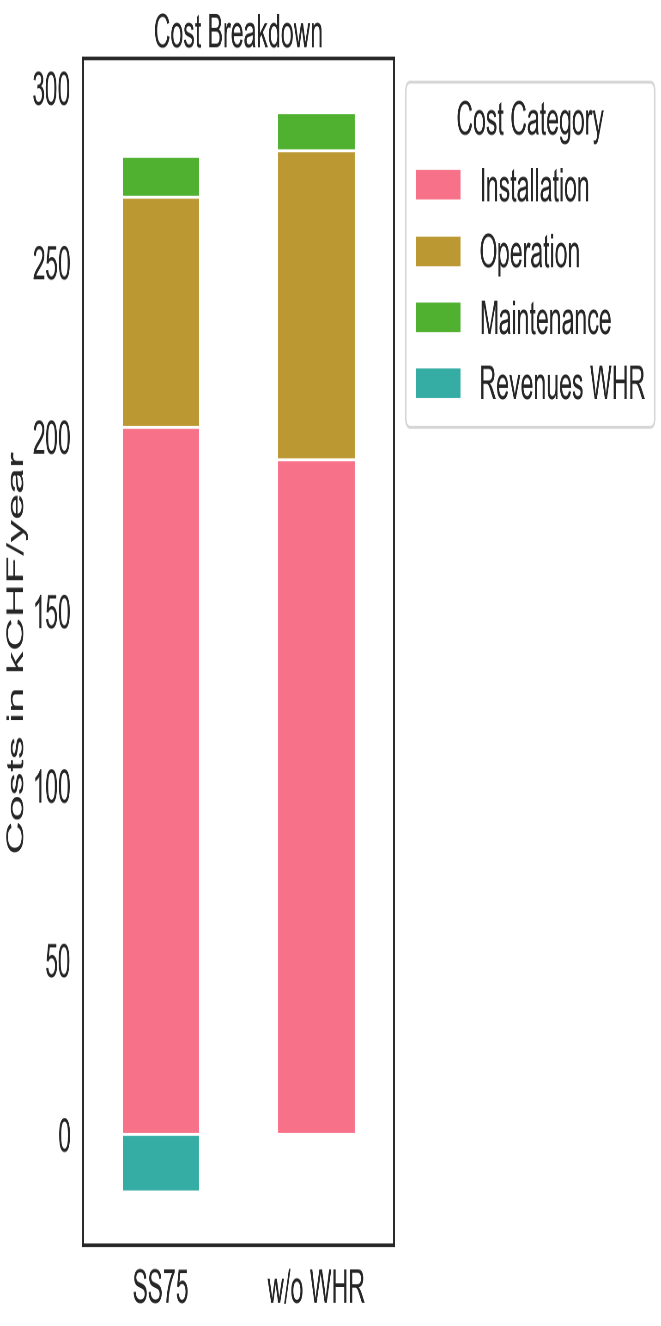 Cost Breakdown
Costs in kCHF/year
300
250
200
150
100
50
0
SS75
w/o WHR
Cost Category
Installation
Operation
Maintenance
Revenues WHR